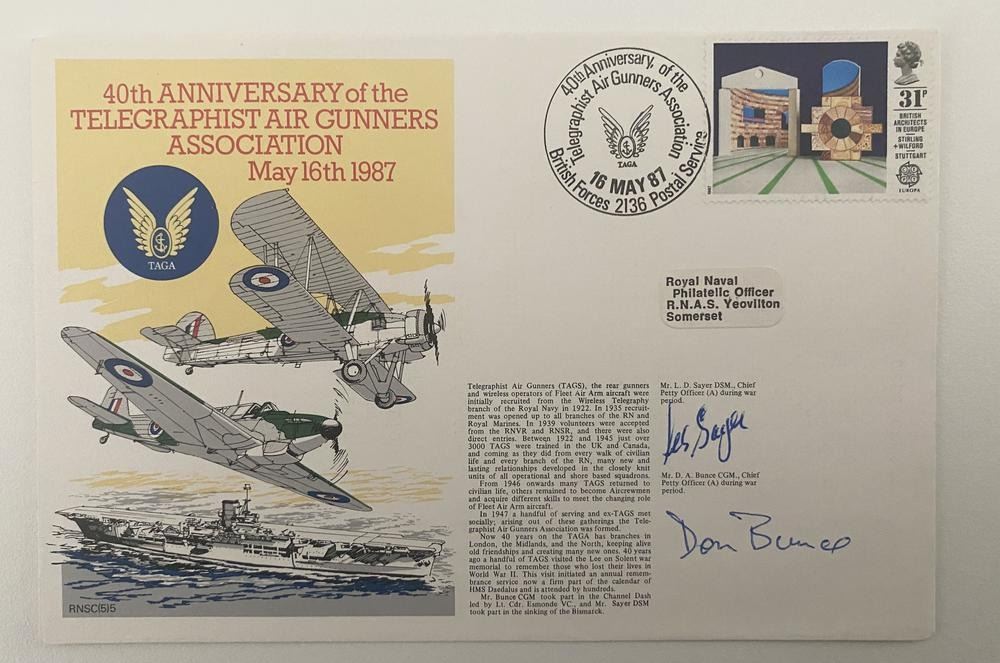 40th ANNIVERSARY of the
TELEGRAPHIST AIR GUNNERS
ASSOCIATION
May 16th 1987
TAGA
RNSC(5)5
40th Anniversary, of the
Telegraphist Air Gunners Association
TAGA
16 MAY 87
British Forces 2136 Postal Service
31P
BRITISH
ARCHITECTS
IN EUROPE
STIRLING
+ WILFORD
STUTTGART
EUROPA
Royal Naval
Philatelic Officer
R.N.A.S. Yeovilton
Somerset
Telegraphist Air Gunners (TAGS), the rear gunners
and wireless operators of Fleet Air Arm aircraft were
initially recruited from the Wireless Telegraphy
branch of the Royal Navy in 1922. In 1935 recruit-
ment was opened up to all branches of the RN and
Royal Marines. In 1939 volunteers were accepted
from the RNVR and RNSR, and there were also
direct entries. Between 1922 and 1945 just over
3000 TAGS were trained in the UK and Canada,
and coming as they did from every walk of civilian
life and every branch of the RN, many new and
lasting relationships developed in the closely knit
units of all operational and shore based squadrons.
From 1946 onwards many TAGS returned to
civilian life, others remained to become Aircrewmen
and acquire different skills to meet the changing role
of Fleet Air Arm aircraft.
In 1947 a handful of serving and ex-TAGS met
socially; arising out of these gatherings the Tele-
graphist Air Gunners Association was formed.
Now 40 years on the TAGA has branches in
London, the Midlands, and the North, keeping alive
old friendships and creating many new ones. 40 years
ago a handful of TAGS visited the Lee on Solent war
memorial to remember those who lost their lives in
World War II. This visit initiated an annual remem-
brance service now a firm part of the calendar of
HMS Daedalus and is attended by hundreds.
Mr. Bunce CGM took part in the Channel Dash
led by Lt. Cdr. Esmonde VC., and Mr. Sayer DSM
took part in the sinking of the Bismarck.
Mr. L. D. Sayer DSM., Chief
Petty Officer (A) during war
period.
Les Sayer
Mr. D. A. Bunce CGM., Chief
Petty Officer (A) during war
period.
Don Bunce